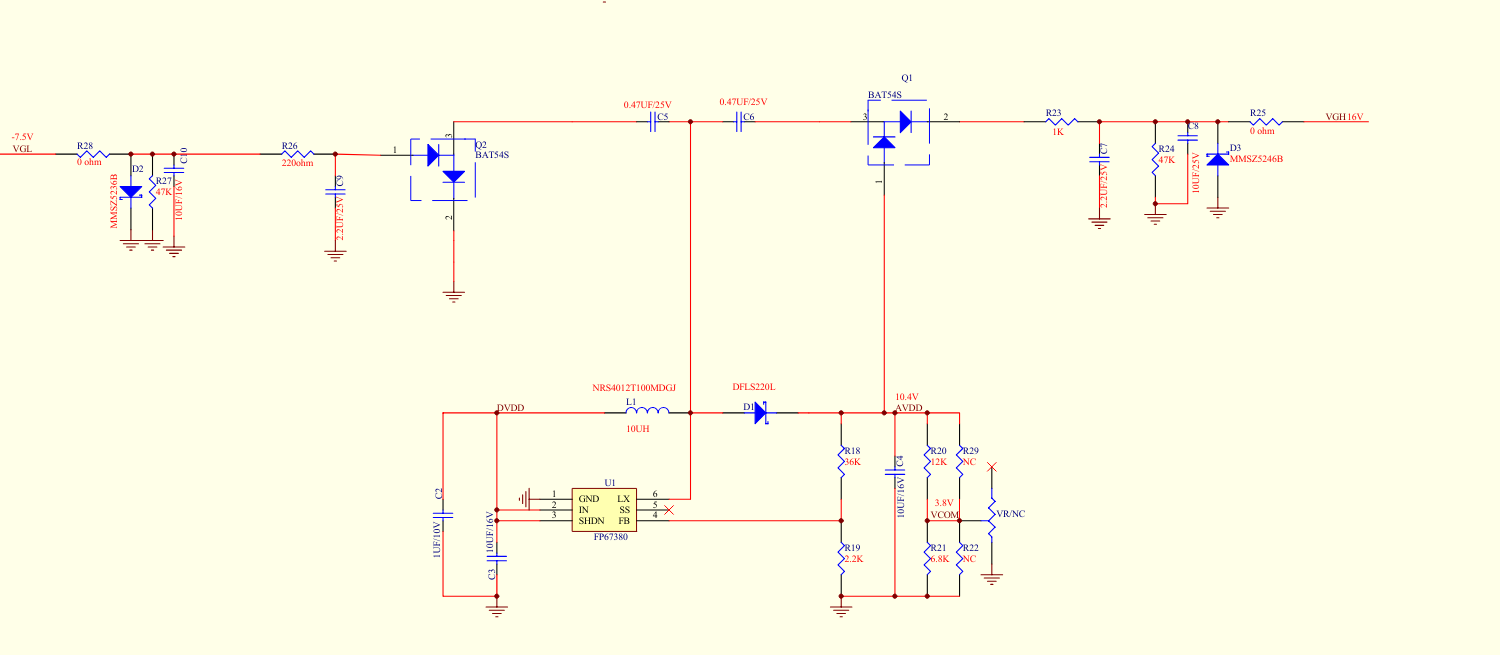 Q1
BAT54S
0.47UF/25V
C5
0.47UF/25V
C6
3
2
1
R23
1K
C7
2.2UF/25V
R24
47K
C8
10UF/25V
D3
MMSZ5246B
R25
0 ohm
VGH 16V
-7.5V
VGL
R28
0 ohm
D2
MMSZ5236B
R27
47K
C10
10UF/16V
R26
220ohm
C9
2.2UF/25V
1
3
Q2
BAT54S
2
NRS4012T100MDGJ
L1
10UH
DVDD
DFLS220L
D1
10.4V
AVDD
C2
1UF/10V
10UF/16V
C3
U1
1
2
3
GND
IN
SHDN
LX
SS
FB
6
5
4
FP67380
R18
36K
R19
2.2K
C4
10UF/16V
R20
12K
R29
NC
3.8V
VCOM
VR/NC
R21
6.8K
R22
NC